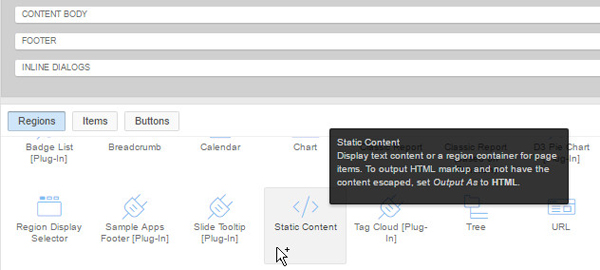 CONTENT BODY
FOOTER
INLINE DIALOGS
Regions Items Buttons
Static Content
Display text content or a region container for page
items. To output HTML markup and not have the
content escaped, set Output As to HTML.
Badge List
[Plug-In]
Breadcrumb
Calendar
Chart
Classic Report
Classic Report
D3 Pie Chart
[Plug-In]
Region Display
Selector
Sample Apps
Footer [Plug-In]
Slide Tooltip
[Plug-In]
Static Content
Tag Cloud [Plug-
In]
Tree
URL